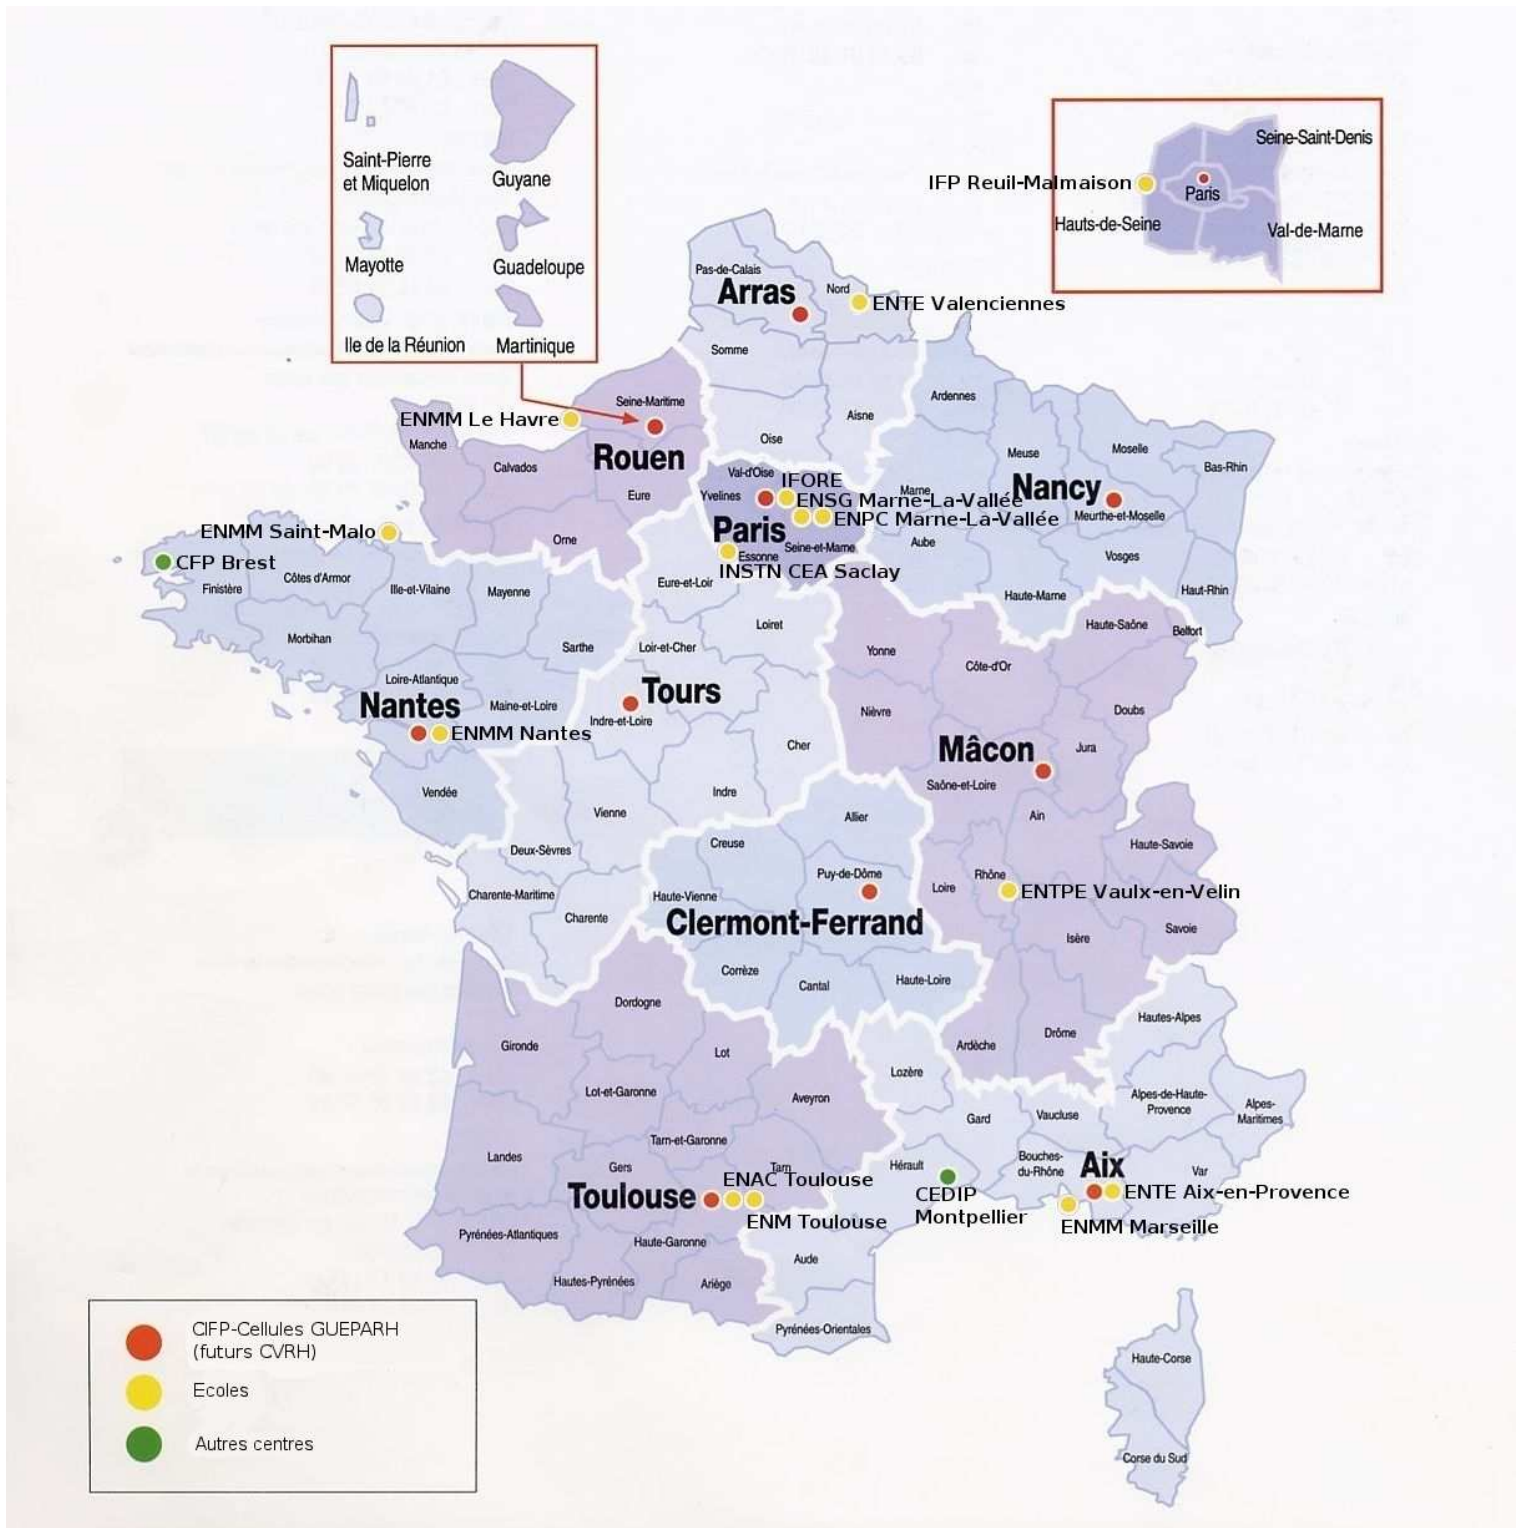 Saint-Pierre
et Miquelon
Guyane
Mayotte
Guadeloupe
Ile de la Réunion
Martinique
Seine-Saint-Denis
IFP Reuil-Malmaison
Paris
Hauts-de-Seine
Val-de-Marne
Pas-de-Calais
Arras
Nord
ENTE Valenciennes
Somme
Aisne
Oise
Ardennes
ENMM Le Havre
Seine-Maritime
Rouen
Manche
Calvados
Eure
Orne
Val-d'Oise
IFORE
Yvelines
ENSG Marne-La-Vallée
ENPC Marne-La-Vallée
Paris
Essonne
Seine-et-Marne
INSTN CEA Saclay
Meuse
Moselle
Bas-Rhin
Marne
Nancy
Meurthe-et-Moselle
Aube
Vosges
Haute-Marne
Haut-Rhin
ENMM Saint-Malo
CFP Brest
Finistère
Côtes d'Armor
Ille-et-Vilaine
Mayenne
Morbihan
Sarthe
Loire-Atlantique
Nantes
Maine-et-Loire
ENMM Nantes
Vendée
Eure-et-Loir
Loiret
Loir-et-Cher
Tours
Indre-et-Loire
Cher
Indre
Vienne
Deux-Sèvres
Charente-Maritime
Charente
Haute-Saône
Belfort
Yonne
Côte-d'Or
Nièvre
Doubs
Mâcon
Jura
Saône-et-Loire
Ain
Haute-Savoie
Rhône
Loire
ENTPE Vaulx-en-Velin
Isère
Savoie
Ardèche
Drôme
Allier
Creuse
Puy-de-Dôme
Haute-Vienne
Clermont-Ferrand
Corrèze
Cantal
Haute-Loire
Dordogne
Gironde
Lot
Lot-et-Garonne
Aveyron
Tarn-et-Garonne
Landes
Gers
Tarn
ENAC Toulouse
Toulouse
ENM Toulouse
Pyrénées-Atlantiques
Haute-Garonne
Hautes-Pyrénées
Ariège
Hautes-Alpes
Lozère
Gard
Vaucluse
Alpes-de-Haute-
Provence
Alpes-
Maritimes
Hérault
Bouches-
du-Rhône
Aix
Var
CEDIP
Montpellier
ENTE Aix-en-Provence
ENMM Marseille
Aude
Pyrénées-Orientales
Haute-Corse
Corse du Sud
CIFP-Cellules GUEPARH
(futurs CVRH)
Ecoles
Autres centres